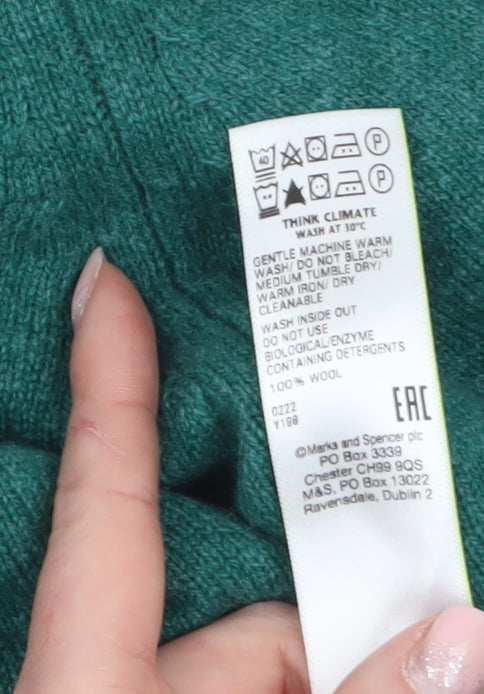 40 P
P
THINK CLIMATE
WASH AT 30°C
GENTLE MACHINE WARM
WASH/ DO NOT BLEACH/
MEDIUM TUMBLE DRY/
WARM IRON/ DRY
CLEANABLE
WASH INSIDE OUT
DO NOT USE
BIOLOGICAL/ENZYME
CONTAINING DETERGENTS
100% WOOL
0222
Y188
EAC
©Marks and Spencer plc
PO Box 3339
Chester CH99 9QS
M&S, PO Box 13022
Ravensdale, Dublin 2